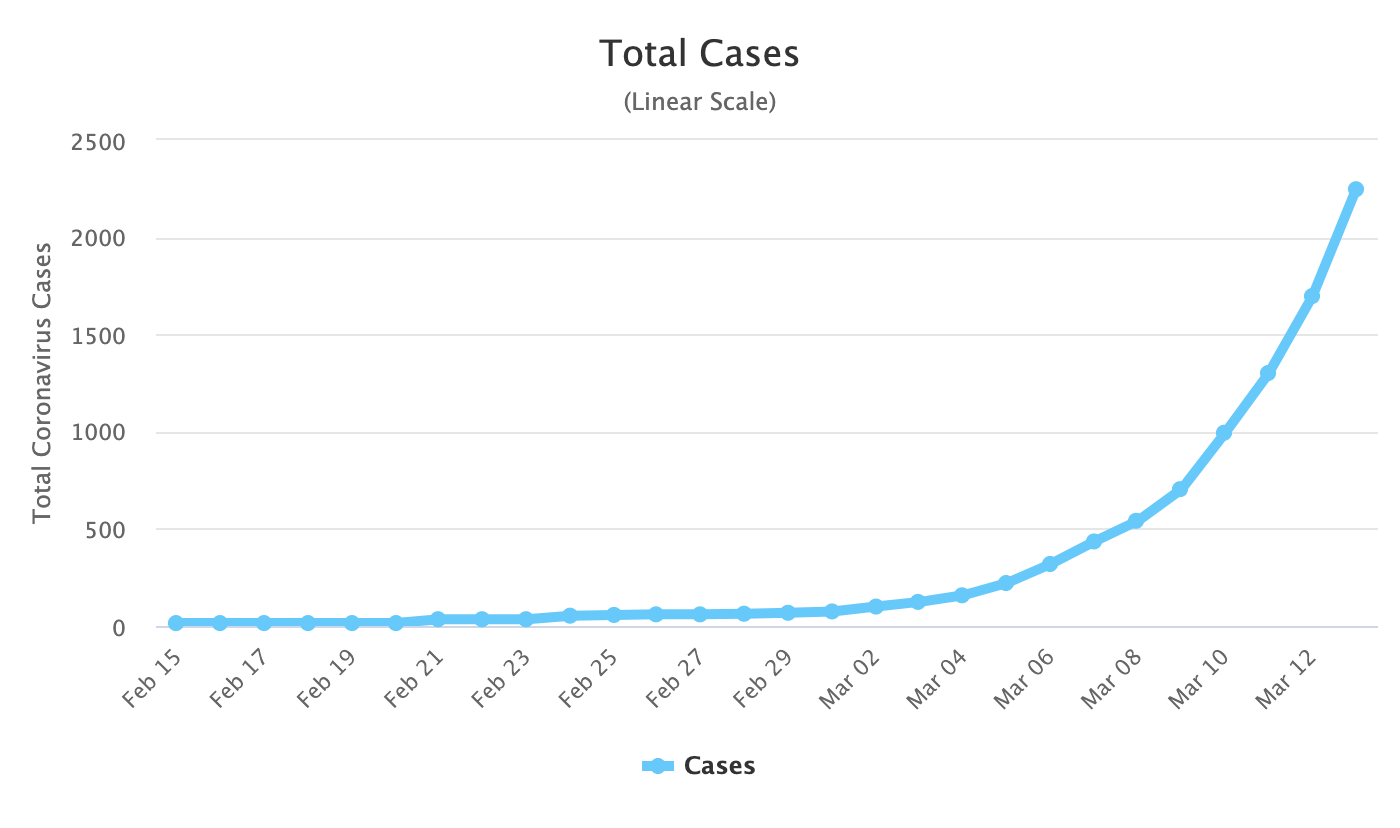 Total Cases
(Linear Scale)
Total Coronavirus Cases
2500
2000
1500
1000
500
0
Feb 15
Feb 17
Feb 19
Feb 21
Feb 23
Feb 25
Feb 27
Feb 29
Mar 02
Mar 04
Mar 06
Mar 08
Mar 10
Mar 12
Cases